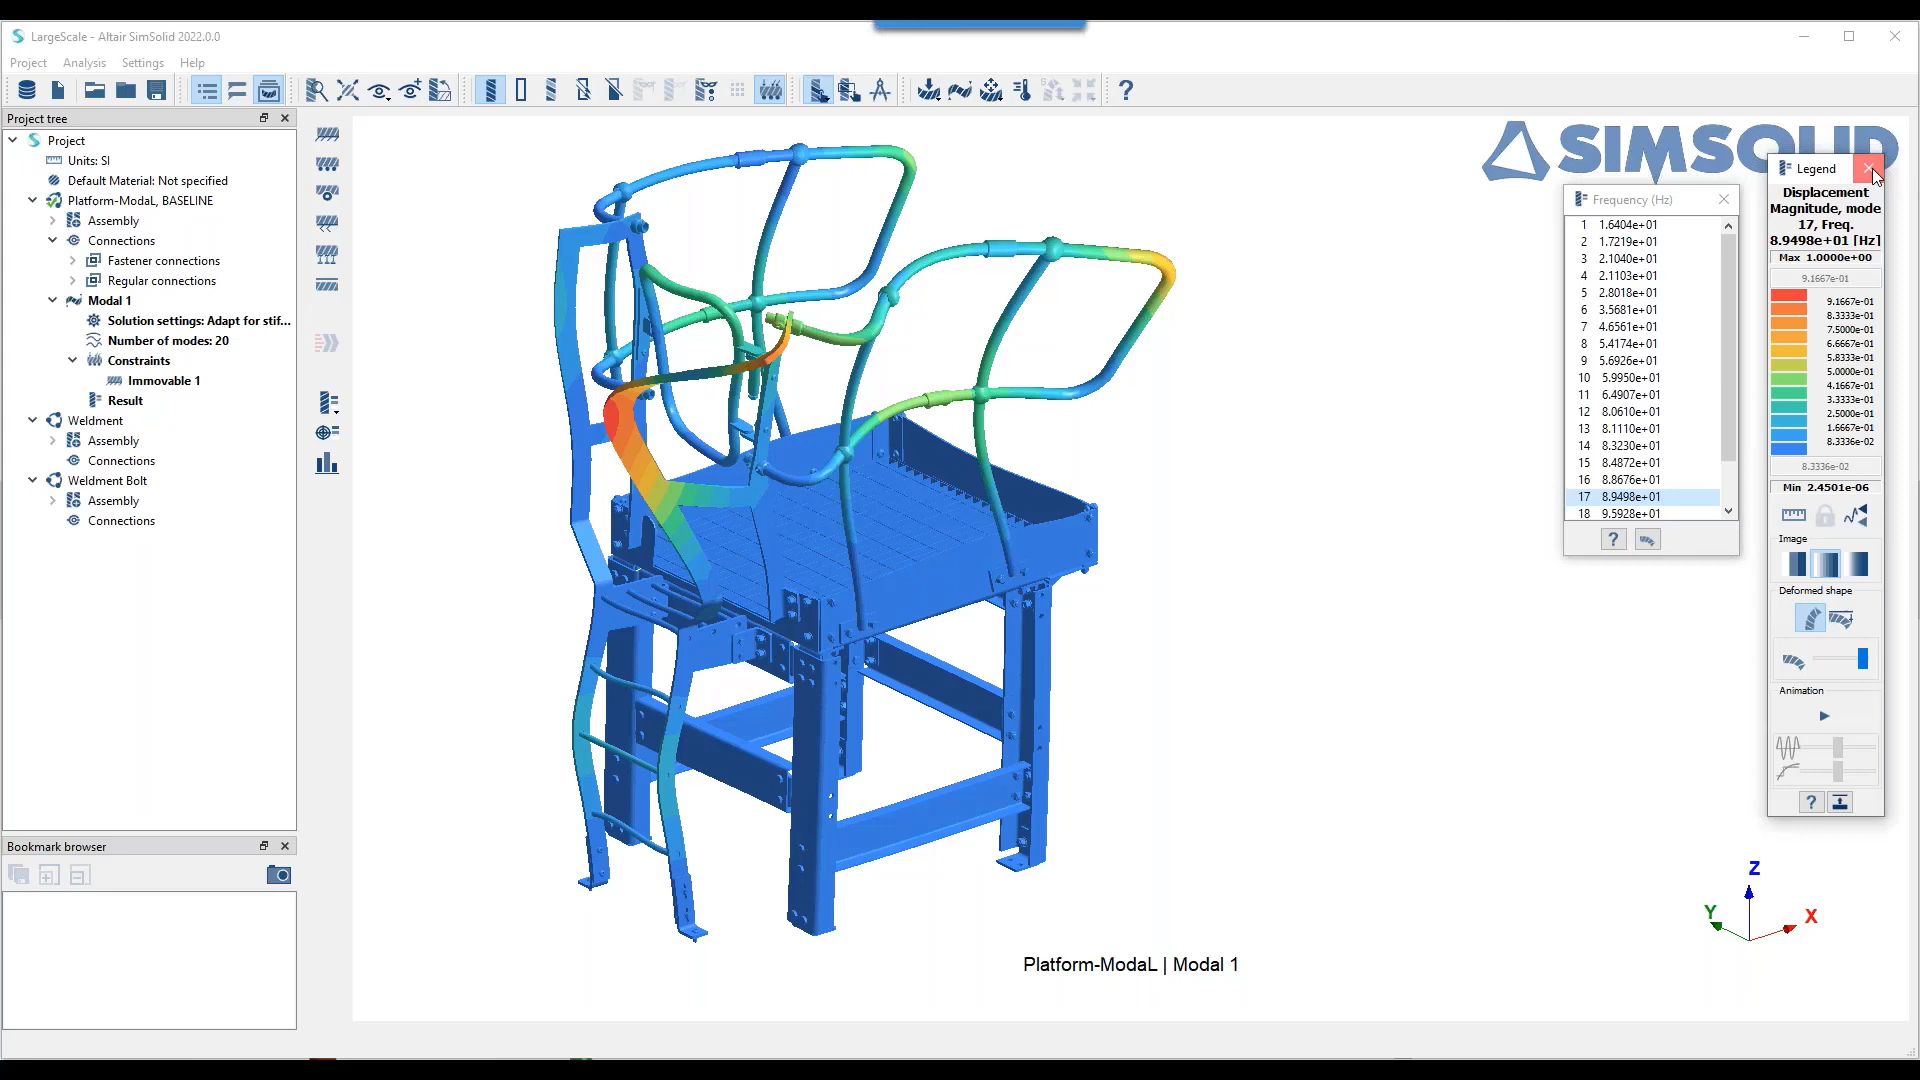 LargeScale - Altair SimSolid 2022.0.0
Project Analysis Settings Help
Project tree
Project
Units: SI
Default Material: Not specified
Platform-ModaL, BASELINE
Assembly
Connections
Fastener connections
Regular connections
Modal 1
Solution settings: Adapt for stif...
Number of modes: 20
Constraints
Immovable 1
Result
Weldment
Assembly
Connections
Weldment Bolt
Assembly
Connections
Bookmark browser
SIMSOLID
Frequency (Hz)
1 1.6404e+01
2 1.7219e+01
3 2.1040e+01
4 2.1103e+01
5 2.8018e+01
6 3.5681e+01
7 4.6561e+01
8 5.4174e+01
9 5.6926e+01
10 5.9950e+01
11 6.4907e+01
12 8.0610e+01
13 8.1110e+01
14 8.3230e+01
15 8.4872e+01
16 8.8676e+01
17 8.9498e+01
18 9.5928e+01
?
Legend
Displacement
Magnitude, mode
17, Freq.
8.9498e+01 [Hz]
Max 1.0000e+00
9.1667e-01
9.1667e-01
8.3333e-01
7.5000e-01
6.6667e-01
5.8333e-01
5.0000e-01
4.1667e-01
3.3333e-01
2.5000e-01
1.6667e-01
8.3336e-02
8.3336e-02
Min 2.4501e-06
Image
Deformed shape
Animation
?
Z
Y
X
Platform-ModaL | Modal 1